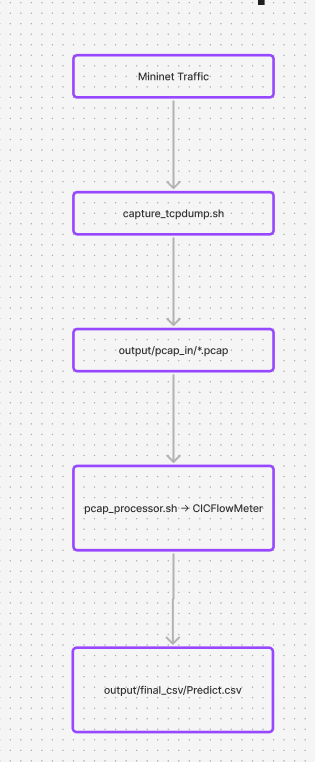 Mininet Traffic
capture_tcpdump.sh
output/pcap_in/*.pcap
pcap_processor.sh → CICFlowMeter
output/final_csv/Predict.csv